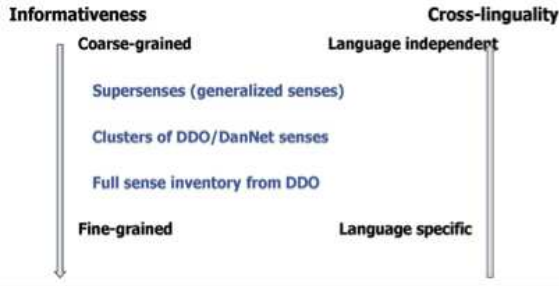 Informativeness Cross-linguality
Coarse-grained Language independent
Supersenses (generalized senses)
Clusters of DDO/DanNet senses
Full sense inventory from DDO
Fine-grained Language specific